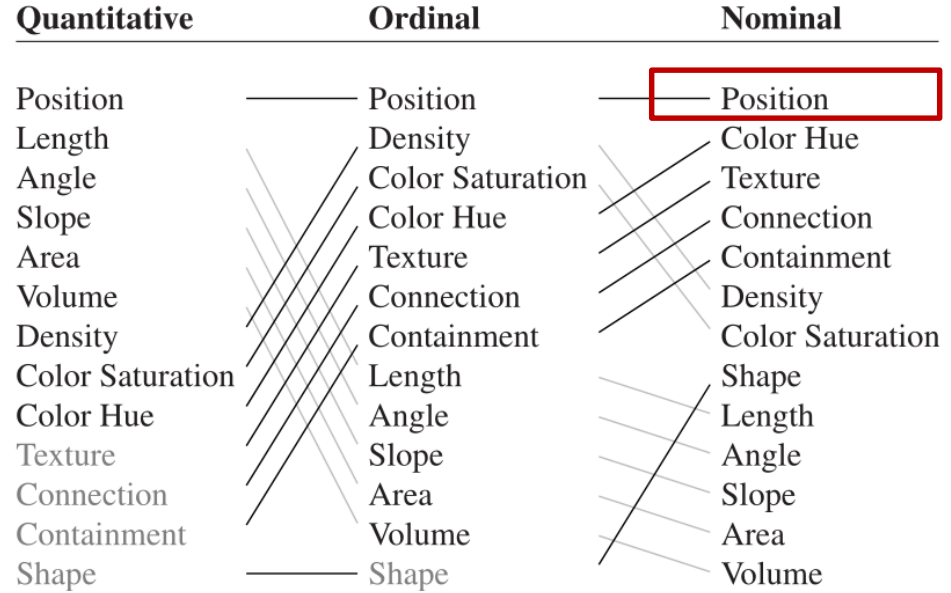 Quantitative Ordinal Nominal
Position Position Position
Length Density Color Hue
Angle Color Saturation Texture
Slope Color Hue Connection
Area Texture Containment
Volume Connection Density
Density Containment Color Saturation
Color Saturation Length Shape
Color Hue Angle Length
Texture Slope Angle
Connection Area Slope
Containment Volume Area
Shape Shape Volume